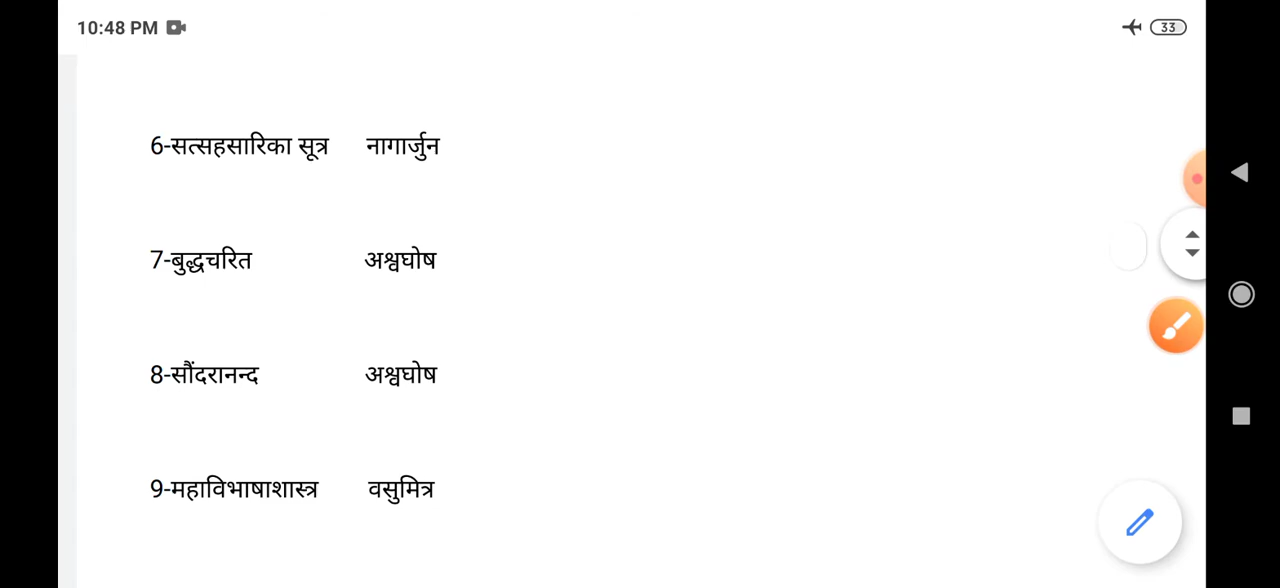 10:48 PM 33
6-सत्सहसारिका सूत्र नागार्जुन
7-बुद्धचरित अश्वघोष
8-सौंदरानन्द अश्वघोष
9-महाविभाषाशास्त्र वसुमित्र